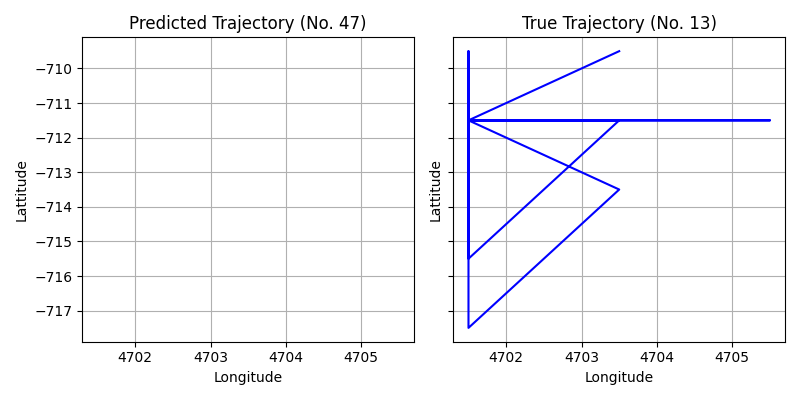 Predicted Trajectory (No. 47)
True Trajectory (No. 13)
−710
−711
−712
−713
−714
−715
−716
−717
Lattitude
Lattitude
4702 4703 4704 4705
4702 4703 4704 4705
Longitude
Longitude